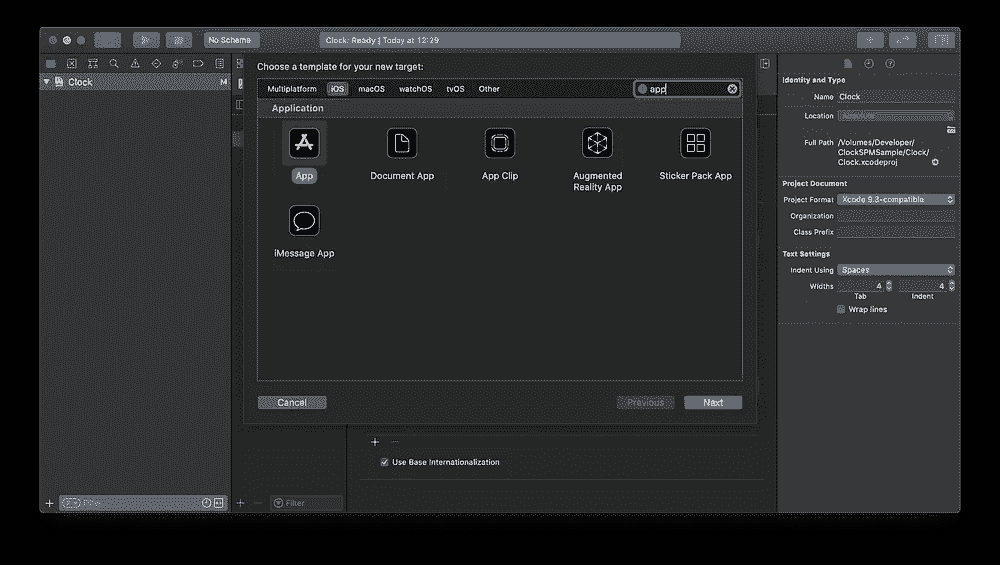 No Scheme
Clock: Ready | Today at 12:29
Clock
M
Choose a template for your new target:
Multiplatform iOS macOS watchOS tvOS Other
app
Application
App
Document App
App Clip
Augmented
Reality App
Sticker Pack App
iMessage App
Cancel
Previous
Next
Use Base Internationalization
Filter
Filter
Identity and Type
Name Clock
Location Absolute
Full Path /Volumes/Developer/
ClockSPMSample/Clock/
Clock.xcodeproj
Project Document
Project Format Xcode 9.3-compatible
Organization
Class Prefix
Text Settings
Indent Using Spaces
Widths 4 4
Tab Indent
Wrap lines